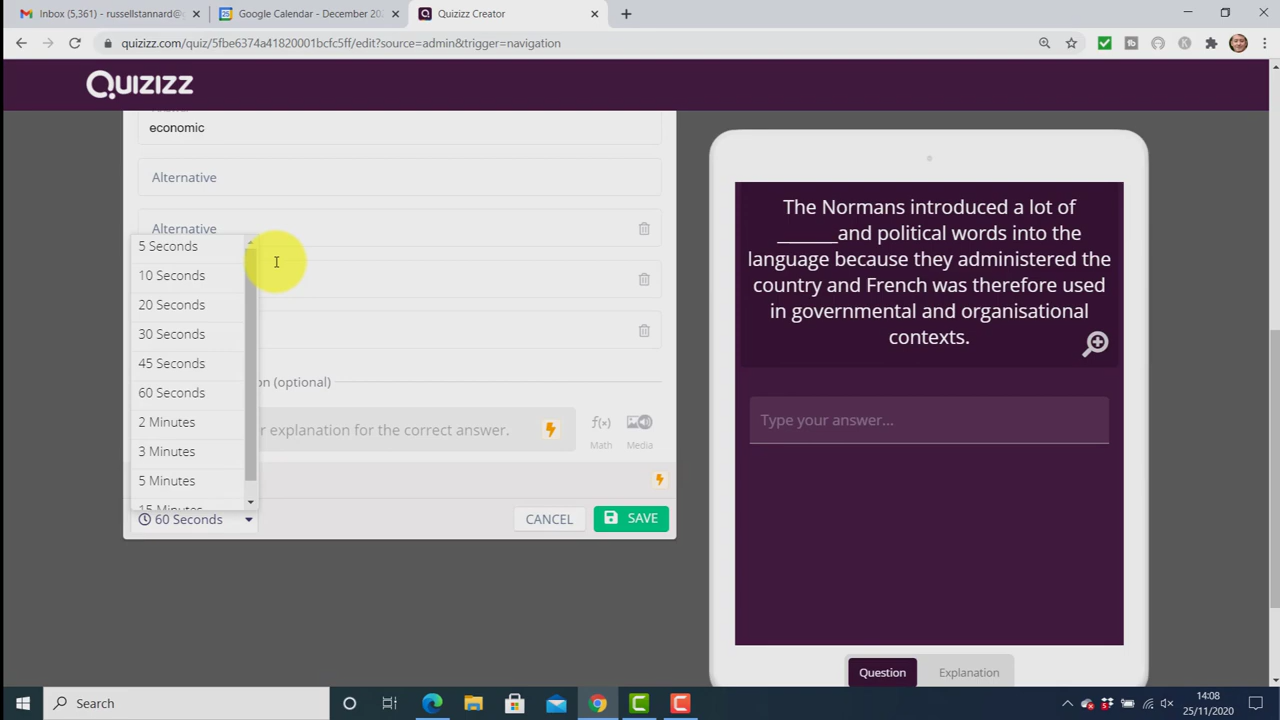 Inbox (5,361) - russellstannard@
Google Calendar - December 202
Quizizz Creator
quizizz.com/quiz/5fbe6374a41820001bcfc5ff/edit?source=admin&trigger=navigation
QUIZIZZ
economic
Alternative
Alternative
5 Seconds
10 Seconds
20 Seconds
30 Seconds
45 Seconds
60 Seconds
2 Minutes
3 Minutes
5 Minutes
15 Minutes
(optional)
explanation for the correct answer.
f(x)
Math
Media
60 Seconds
CANCEL
SAVE
The Normans introduced a lot of
______and political words into the
language because they administered the
country and French was therefore used
in governmental and organisational
contexts.
Type your answer...
Question
Explanation
Search
14:08
25/11/2020